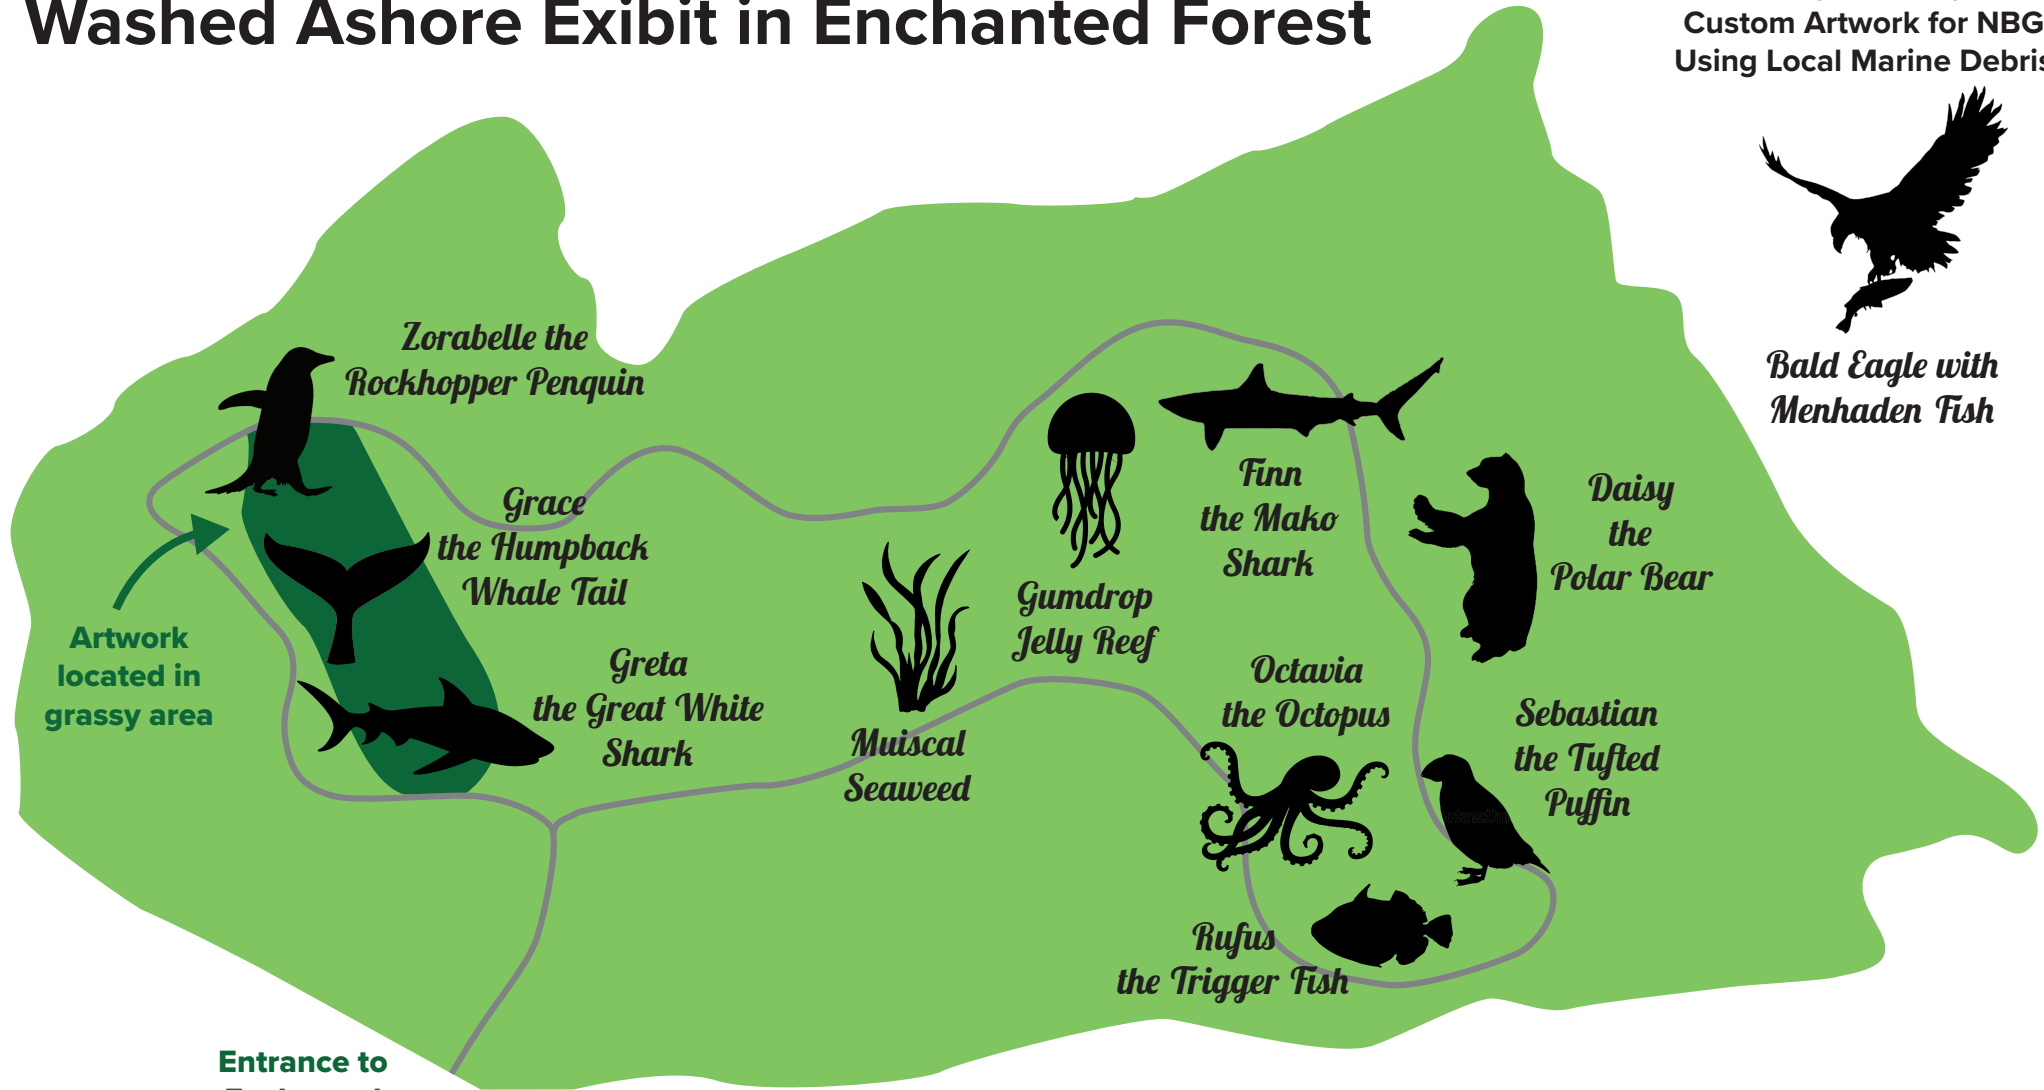 Washed Ashore Exibit in Enchanted Forest
Custom Artwork for NBG
Using Local Marine Debris
Bald Eagle with
Menhaden Fish
Zorabelle the
Rockhopper Penguin
Grace
the Humpback
Whale Tail
Greta
the Great White
Shark
Artwork
located in
grassy area
Muiscal
Seaweed
Gumdrop
Jelly Reef
Finn
the Mako
Shark
Daisy
the
Polar Bear
Octavia
the Octopus
Sebastian
the Tufted
Puffin
Rufus
the Trigger Fish
Entrance to